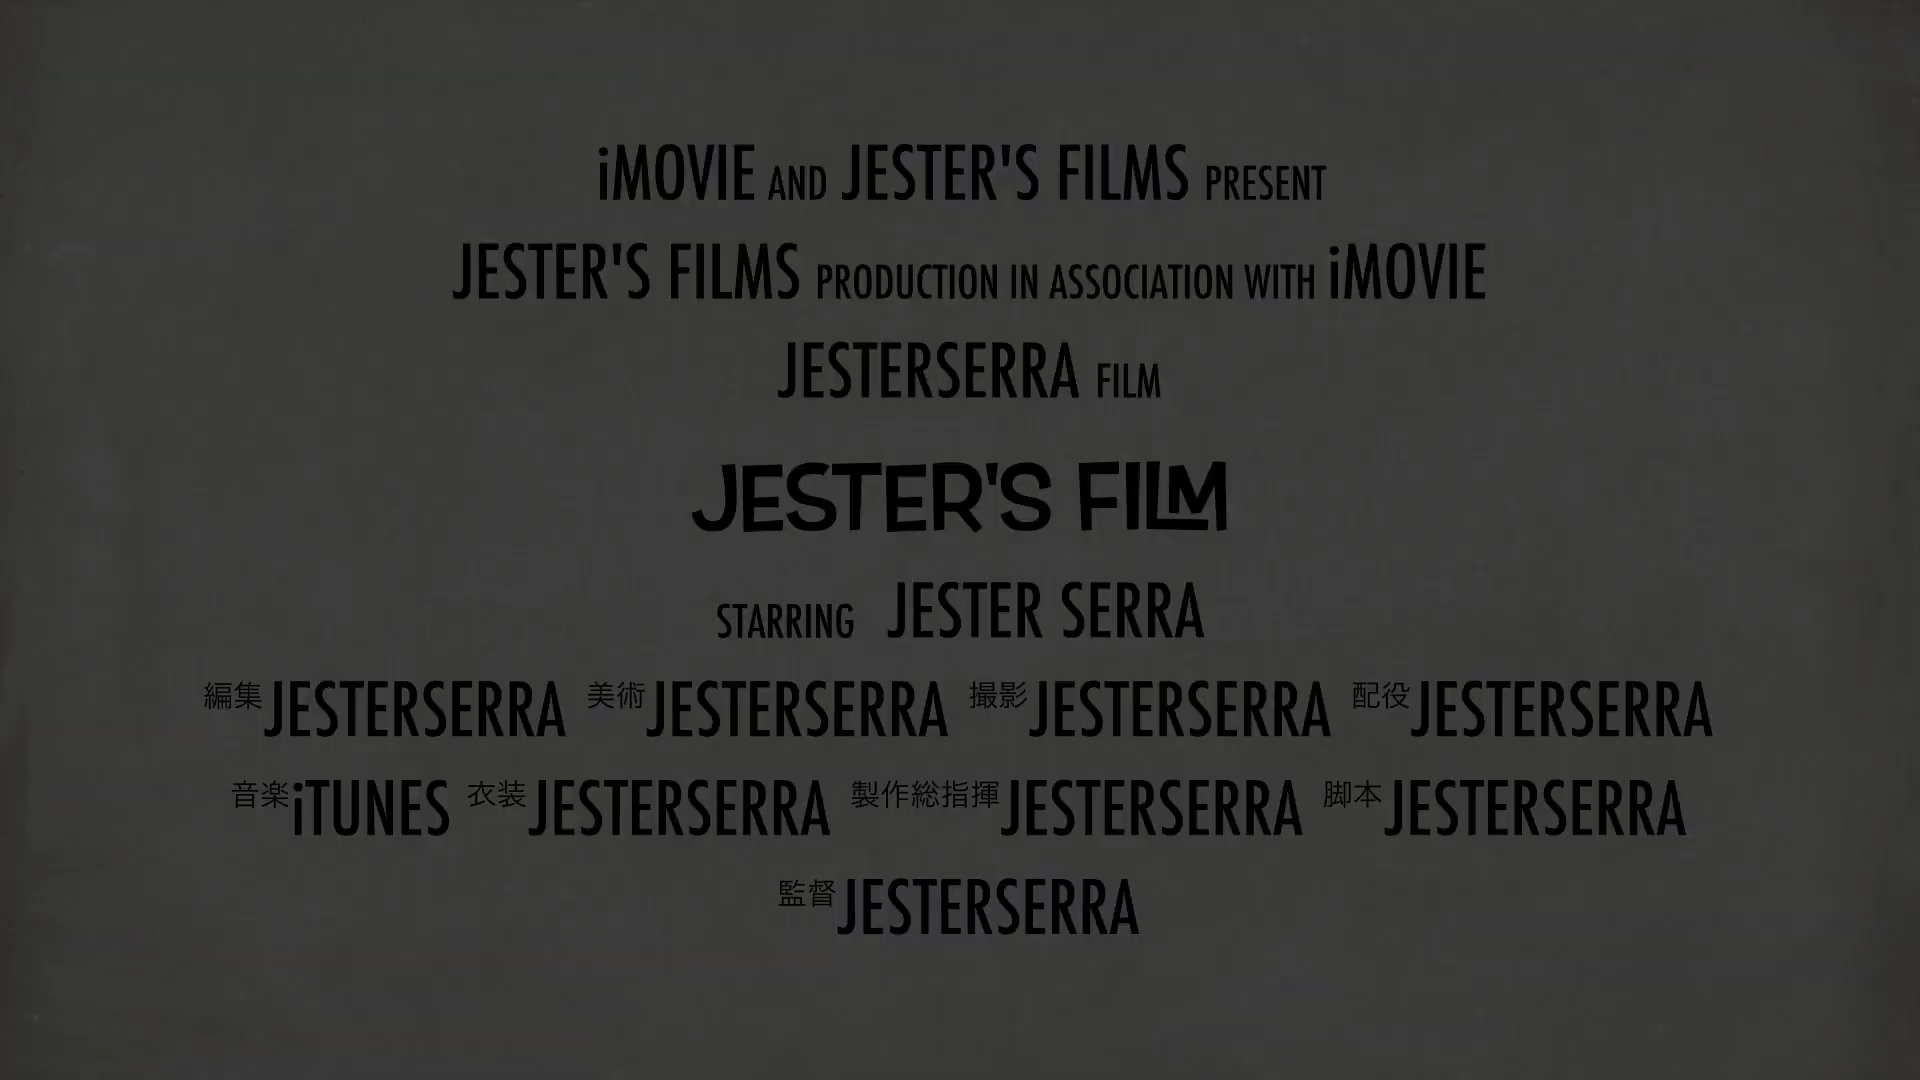 iMOVIE AND JESTER'S FILMS PRESENT
JESTER'S FILMS PRODUCTION IN ASSOCIATION WITH iMOVIE
JESTERSERRA FILM
JESTER'S FILM
STARRING JESTER SERRA
編集JESTERSERRA 美術JESTERSERRA 撮影JESTERSERRA 配役JESTERSERRA
音楽iTUNES 衣装JESTERSERRA 製作総指揮JESTERSERRA 脚本JESTERSERRA
監督JESTERSERRA